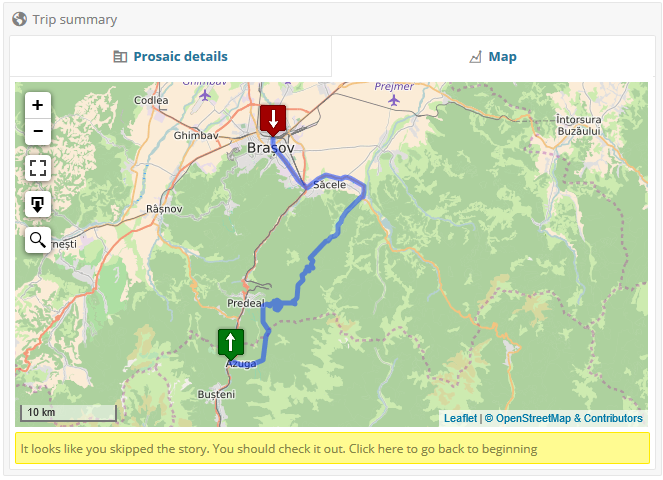 Trip summary
Prosaic details
Map
Ghimbav
Prejmer
Codlea
Întorsura
Buzăului
Ghimbav
Brașov
Săcele
Râșnov
nești
Predeal
Azuga
Bușteni
+
−
10 km
Leaflet | © OpenStreetMap & Contributors
It looks like you skipped the story. You should check it out. Click here to go back to beginning